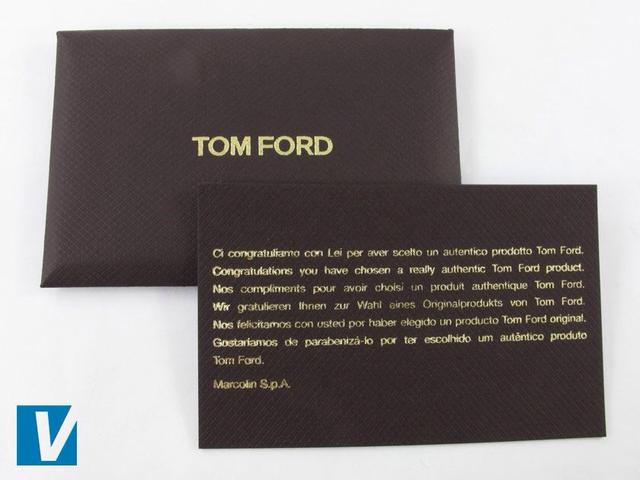 TOM FORD
Ci congratuliamo con Lei per aver scelto un autentico prodotto Tom Ford.
Congratulations you have chosen a really authentic Tom Ford product.
Nos compliments pour avoir choisi un produit authentique Tom Ford.
Wir gratulieren Ihnen zur Wahl eines Originalprodukts von Tom Ford.
Nos felicitamos con usted por haber elegido un producto Tom Ford original.
Gostaríamos de parabenizá-lo por ter escolhido um autêntico produto
Tom Ford.
Marcolin S.p.A.
V